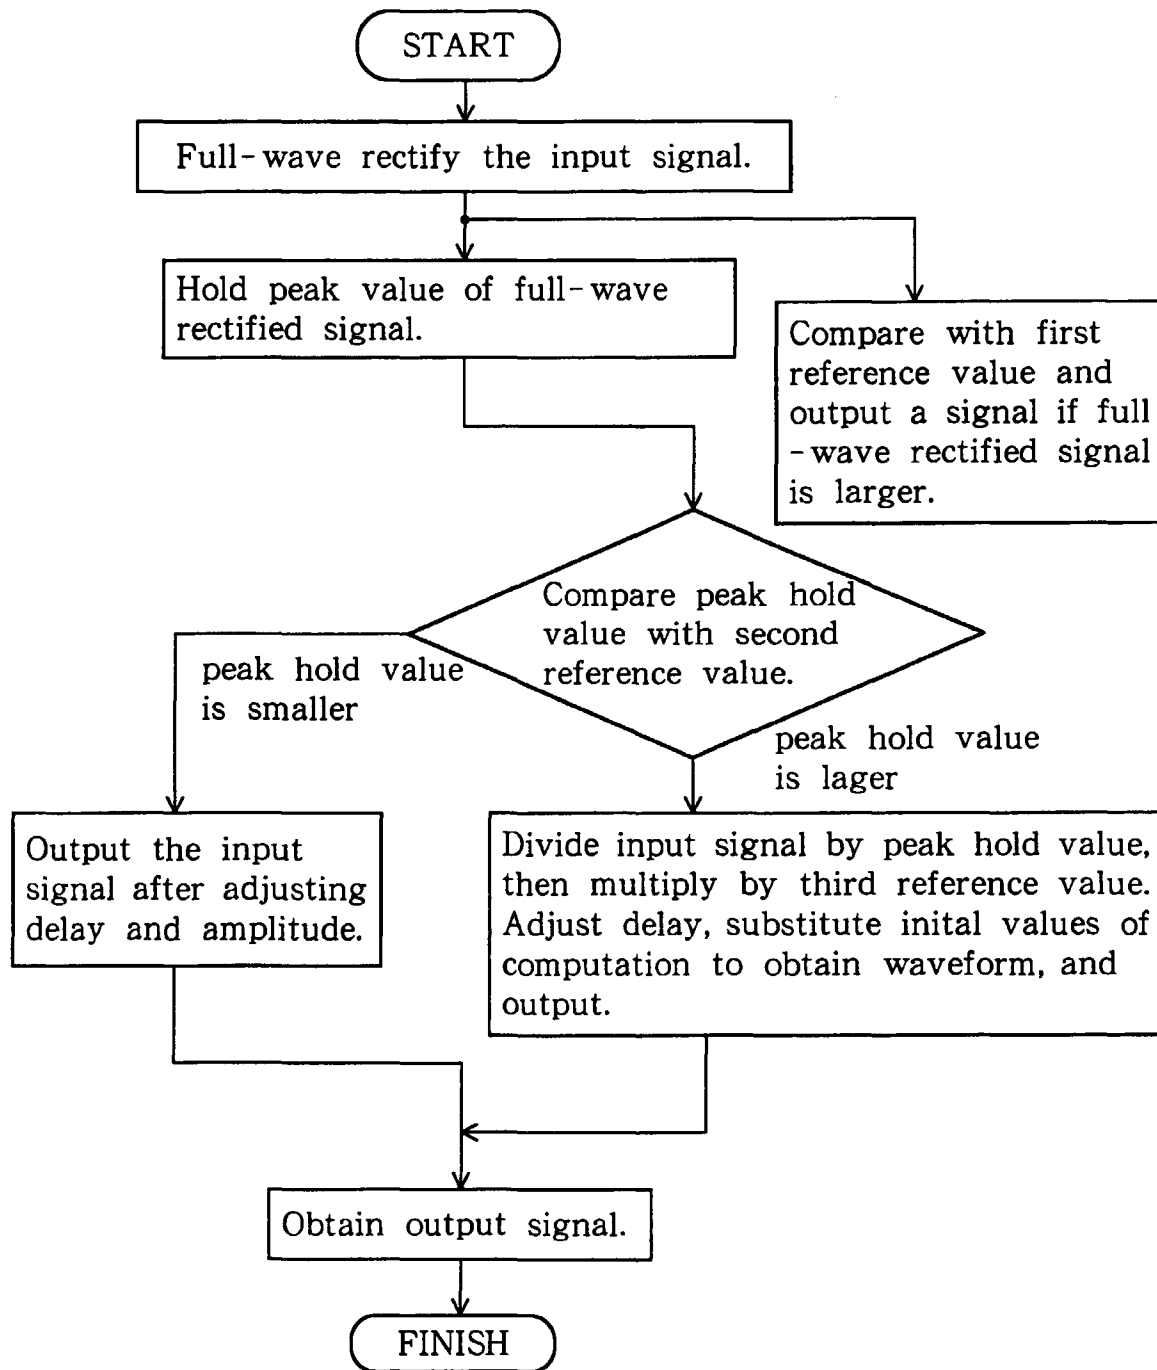 START
Full-wave rectify the input signal.
Hold peak value of full-wave
rectified signal.
Compare with first
reference value and
output a signal if full
-wave rectified signal
is larger.
Compare peak hold
value with second
reference value.
peak hold value
is smaller
peak hold value
is lager
Output the input
signal after adjusting
delay and amplitude.
Divide input signal by peak hold value,
then multiply by third reference value.
Adjust delay, substitute inital values of
computation to obtain waveform, and
output.
Obtain output signal.
FINISH